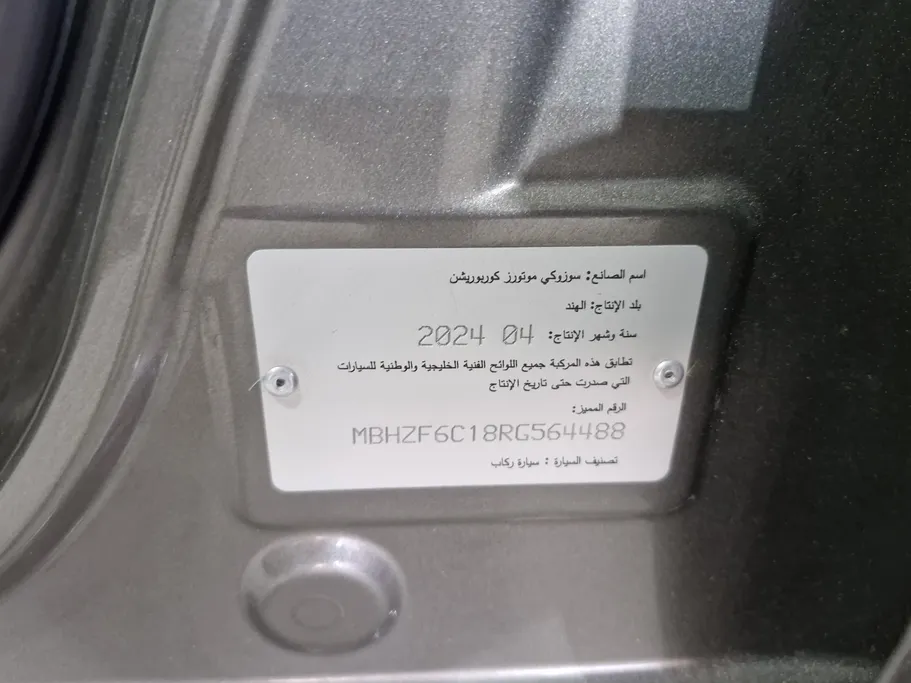 اسم الصانع: سوزوكي موتورز كوربوريشن
بلد الإنتاج: الهند
سنة وشهر الإنتاج: 04 2024
تطابق هذه المركبة جميع اللوائح الفنية الخليجية والوطنية للسيارات
التي صدرت حتى تاريخ الإنتاج
الرقم المميز:
MBHZF6C18RG564488
تصنيف السيارة : سيارة ركاب